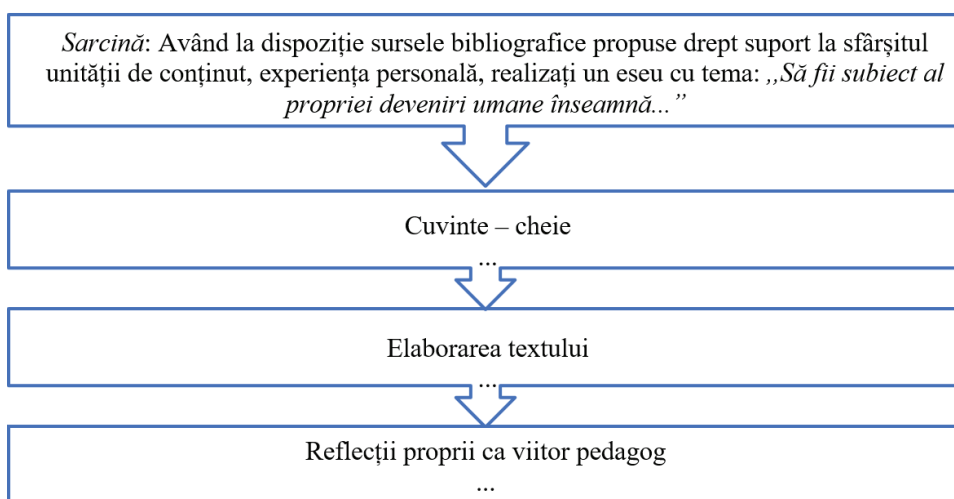 Sarcină: Având la dispoziție sursele bibliografice propuse drept suport la sfârșitul
unității de conținut, experiența personală, realizați un eseu cu tema: ,,Să fii subiect al
propriei deveniri umane înseamnă...”
Cuvinte – cheie
...
Elaborarea textului
...
Reflecții proprii ca viitor pedagog
...